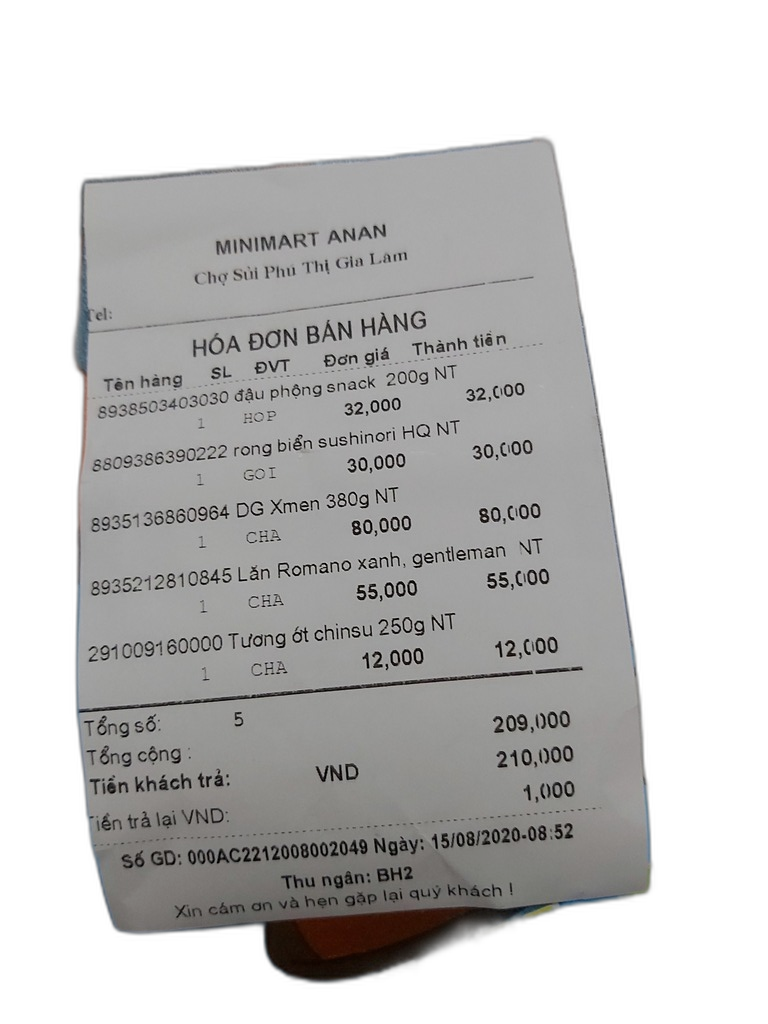 MINIMART ANAN
Chợ Sủi Phú Thị Gia Lâm
Tel:
HÓA ĐƠN BÁN HÀNG
Tên hàng SL ĐVT Đơn giá Thành tiền
8938503403030 đậu phộng snack 200g NT
1 HOP 32,000 32,000
8809386390222 rong biển sushinori HQ NT
1 GOI 30,000 30,000
8935136860964 DG Xmen 380g NT
1 CHA 80,000 80,000
8935212810845 Lăn Romano xanh, gentleman NT
1 CHA 55,000 55,000
291009160000 Tương ớt chinsu 250g NT
1 CHA 12,000 12,000
Tổng số: 5
Tổng cộng : 209,000
Tiền khách trả: VND 210,000
Tiền trả lại VND: 1,000
Số GD: 000AC2212008002049 Ngày: 15/08/2020-08:52
Thu ngân: BH2
Xin cám ơn và hẹn gặp lại quý khách !